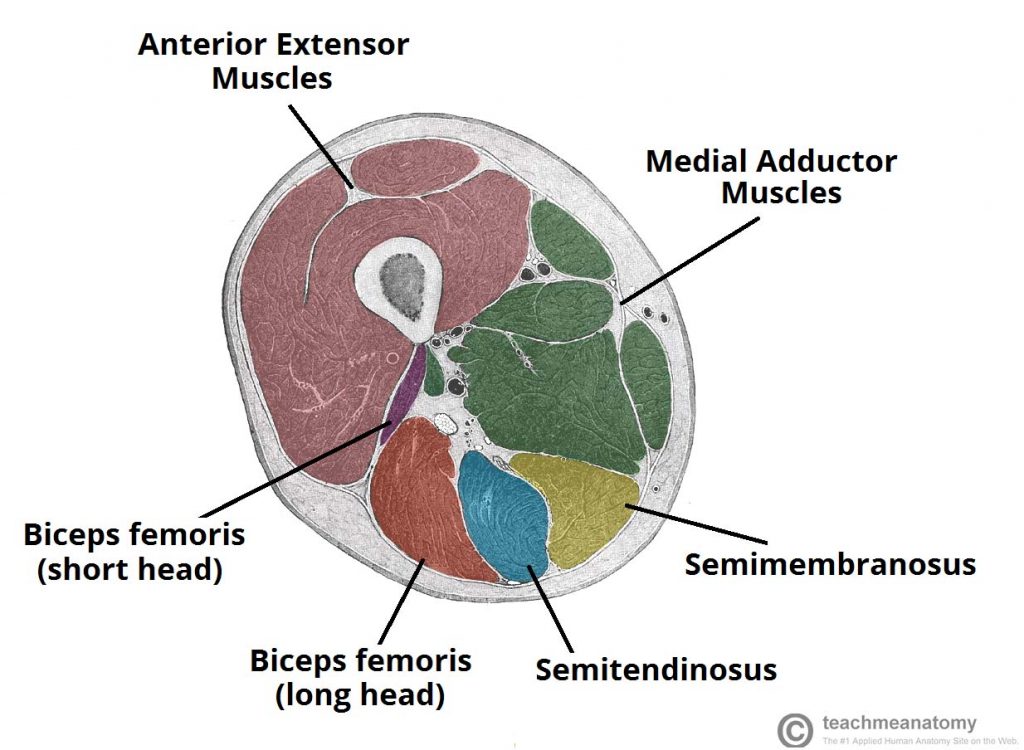 Anterior Extensor
Muscles
Medial Adductor
Muscles
Biceps femoris
(short head)
Semimembranosus
Biceps femoris
(long head)
Semitendinosus
© teachmeanatomy
The #1 Applied Human Anatomy Site on the Web.